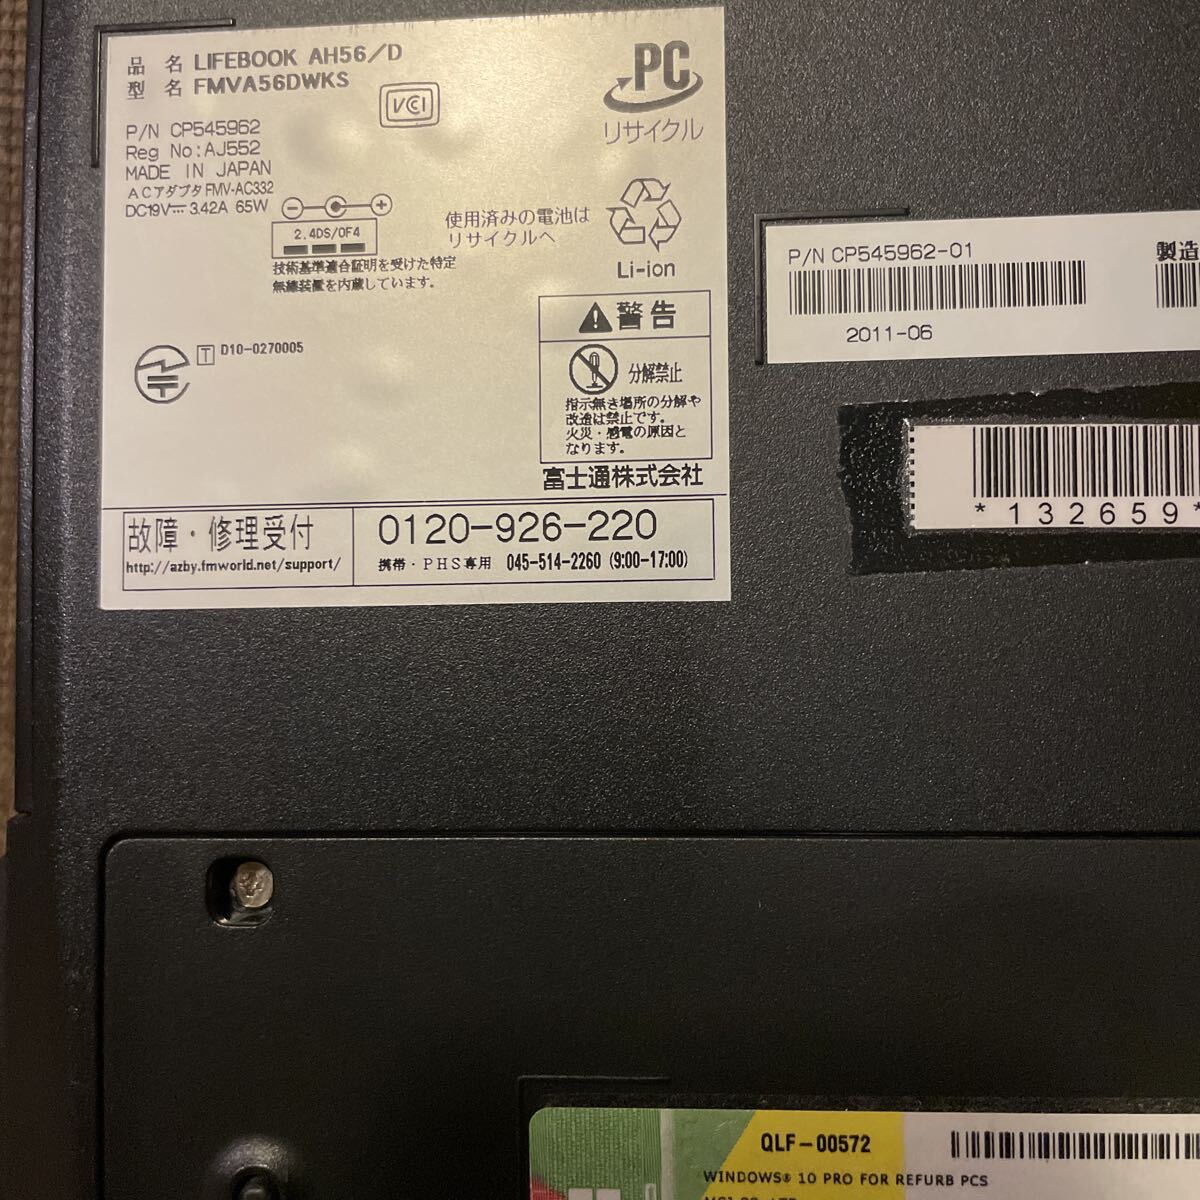 品 名 LIFEBOOK AH56/D
型 名 FMVA56DWKS
VCI
P/N CP545962
Reg No:AJ552
MADE IN JAPAN
ACアダプタ FMV-AC332
DC19V⎓ 3.42A 65W
2.4DS/OF4
技術基準適合証明を受けた特定
無線装置を内蔵しています。
T D10-0270005
PC
リサイクル
使用済みの電池は
リサイクルへ
Li-ion
警告
分解禁止
指示無き場所の分解や
改造は禁止です。
火災・感電の原因と
なります。
富士通株式会社
故障・修理受付
http://azby.fmworld.net/support/
0120-926-220
携帯・PHS専用 045-514-2260 (9:00-17:00)
P/N CP545962-01
2011-06
製造
*132659*
QLF-00572
WINDOWS® 10 PRO FOR REFURB PCS